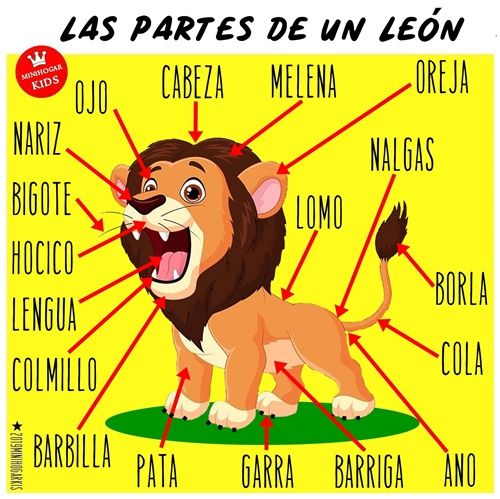 LAS PARTES DE UN LEÓN
MINIHOGAR
KIDS
OJO
CABEZA
MELENA
OREJA
NARIZ
NALGAS
BIGOTE
LOMO
HOCICO
BORLA
LENGUA
COLA
COLMILLO
BARBILLA
PATA
GARRA
BARRIGA
ANO
★2019MINIHOGARKIS